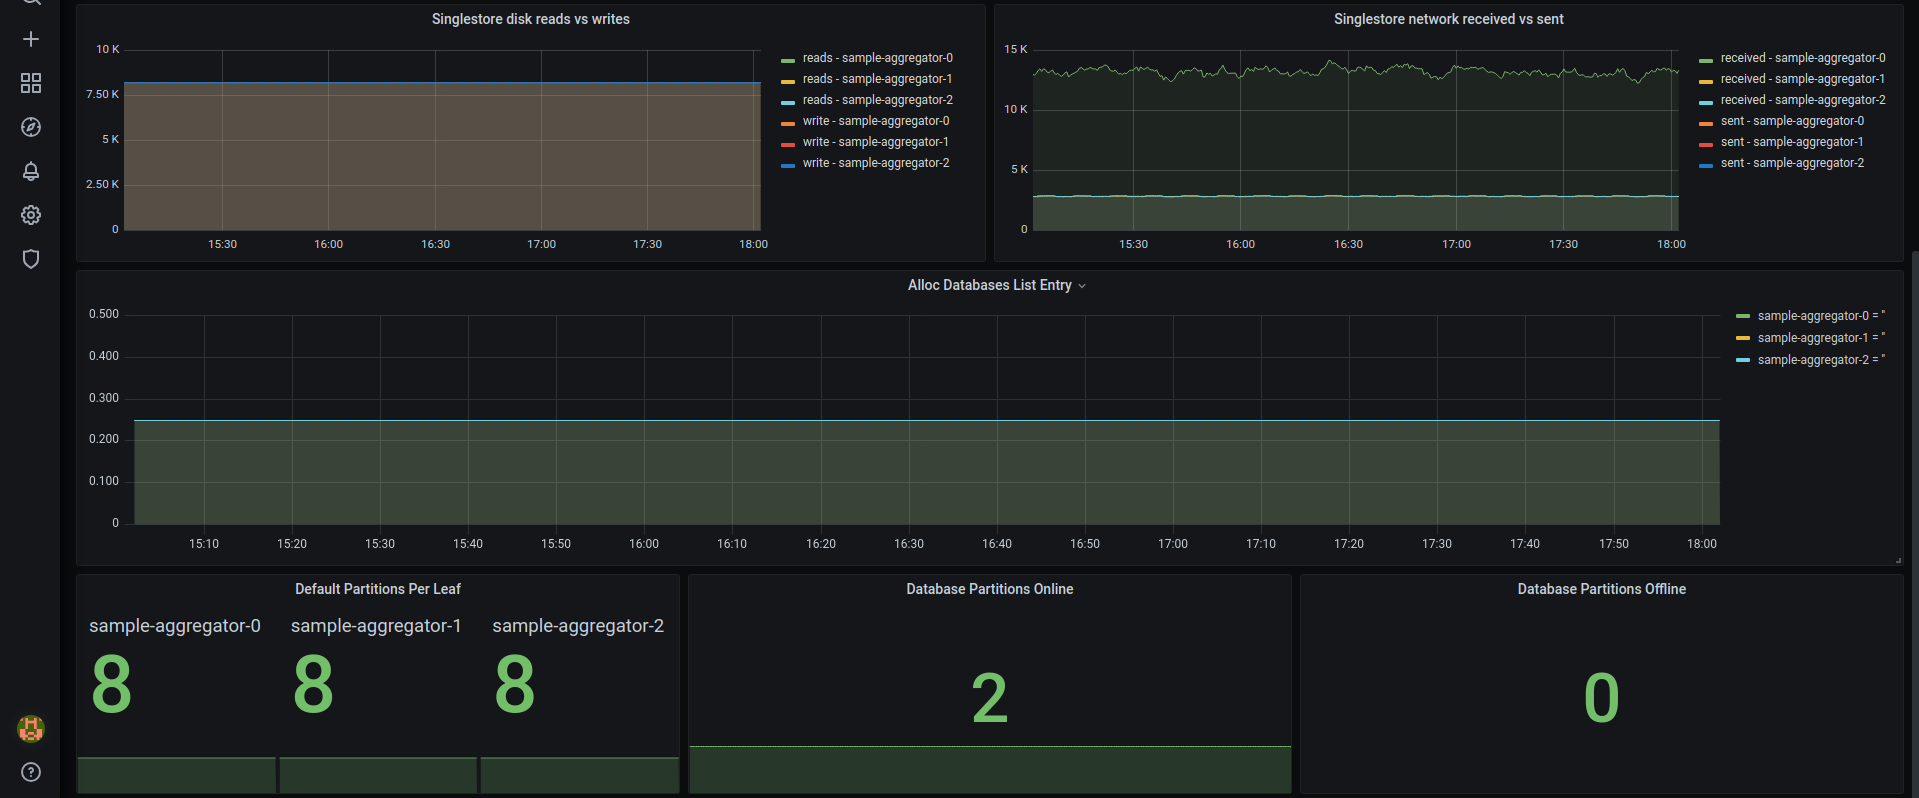 Singlestore disk reads vs writes
10 K
7.50 K
5 K
2.50 K
0
15:30 16:00 16:30 17:00 17:30 18:00
reads - sample-aggregator-0
reads - sample-aggregator-1
reads - sample-aggregator-2
write - sample-aggregator-0
write - sample-aggregator-1
write - sample-aggregator-2
Singlestore network received vs sent
15 K
10 K
5 K
0
15:30 16:00 16:30 17:00 17:30 18:00
received - sample-aggregator-0
received - sample-aggregator-1
received - sample-aggregator-2
sent - sample-aggregator-0
sent - sample-aggregator-1
sent - sample-aggregator-2
Alloc Databases List Entry
0.500
0.400
0.300
0.200
0.100
0
15:10 15:20 15:30 15:40 15:50 16:00 16:10 16:20 16:30 16:40 16:50 17:00 17:10 17:20 17:30 17:40 17:50 18:00
sample-aggregator-0 = "
sample-aggregator-1 = "
sample-aggregator-2 = "
Default Partitions Per Leaf
sample-aggregator-0 sample-aggregator-1 sample-aggregator-2
8 8 8
Database Partitions Online
2
Database Partitions Offline
0